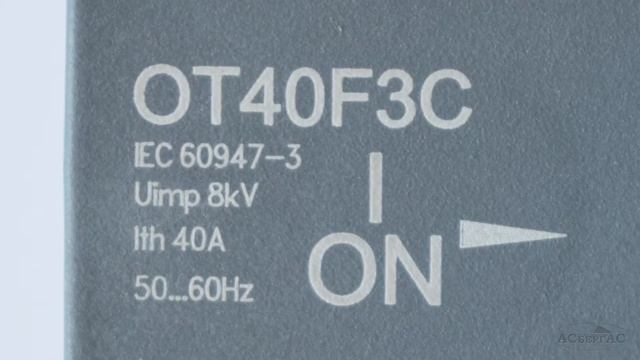 OT40F3C
IEC 60947-3
Uimp 8kV
Ith 40A
50...60Hz
I
ON
АСБЕРГАС